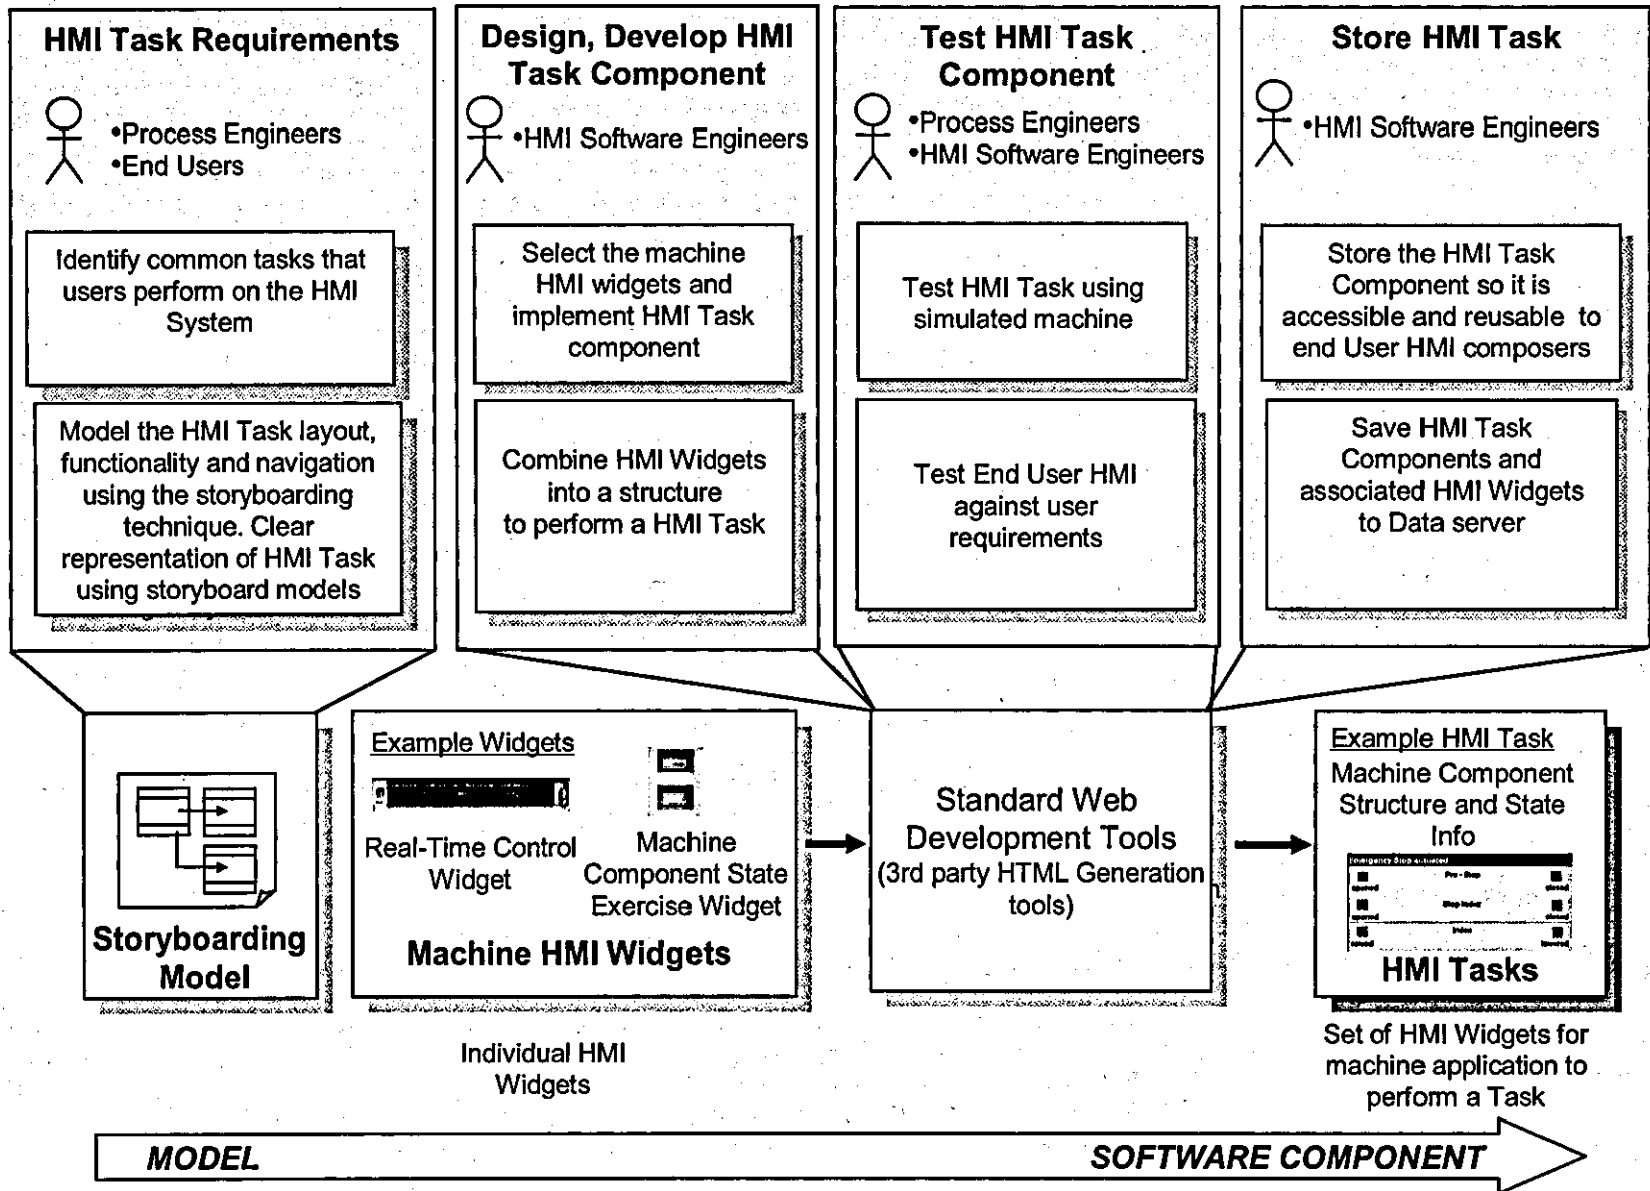 HMI Task Requirements
•Process Engineers
•End Users
Identify common tasks that
users perform on the HMI
System
Model the HMI Task layout,
functionality and navigation
using the storyboarding
technique. Clear
representation of HMI Task
using storyboard models
Design, Develop HMI
Task Component
•HMI Software Engineers
Select the machine
HMI widgets and
implement HMI Task
component
Combine HMI Widgets
into a structure
to perform a HMI Task
Test HMI Task
Component
•Process Engineers
•HMI Software Engineers
Test HMI Task using
simulated machine
Test End User HMI
against user
requirements
Store HMI Task
•HMI Software Engineers
Store the HMI Task
Component so it is
accessible and reusable to
end User HMI composers
Save HMI Task
Components and
associated HMI Widgets
to Data server
Storyboarding
Model
Example Widgets
Real-Time Control
Widget
Machine
Component State
Exercise Widget
Machine HMI Widgets
Individual HMI
Widgets
Standard Web
Development Tools
(3rd party HTML Generation
tools)
Example HMI Task
Machine Component
Structure and State
Info
Emergency Stop
Pre - Stop
Index
HMI Tasks
Set of HMI Widgets for
machine application to
perform a Task
MODEL
SOFTWARE COMPONENT